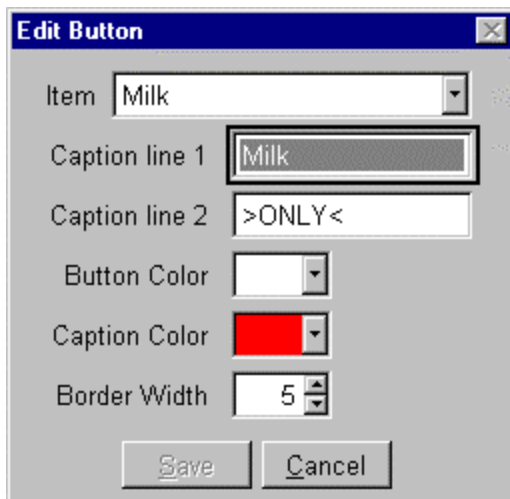 Edit Button
Item Milk
Caption line 1 Milk
Caption line 2 >ONLY<
Button Color
Caption Color
Border Width 5
Save Cancel